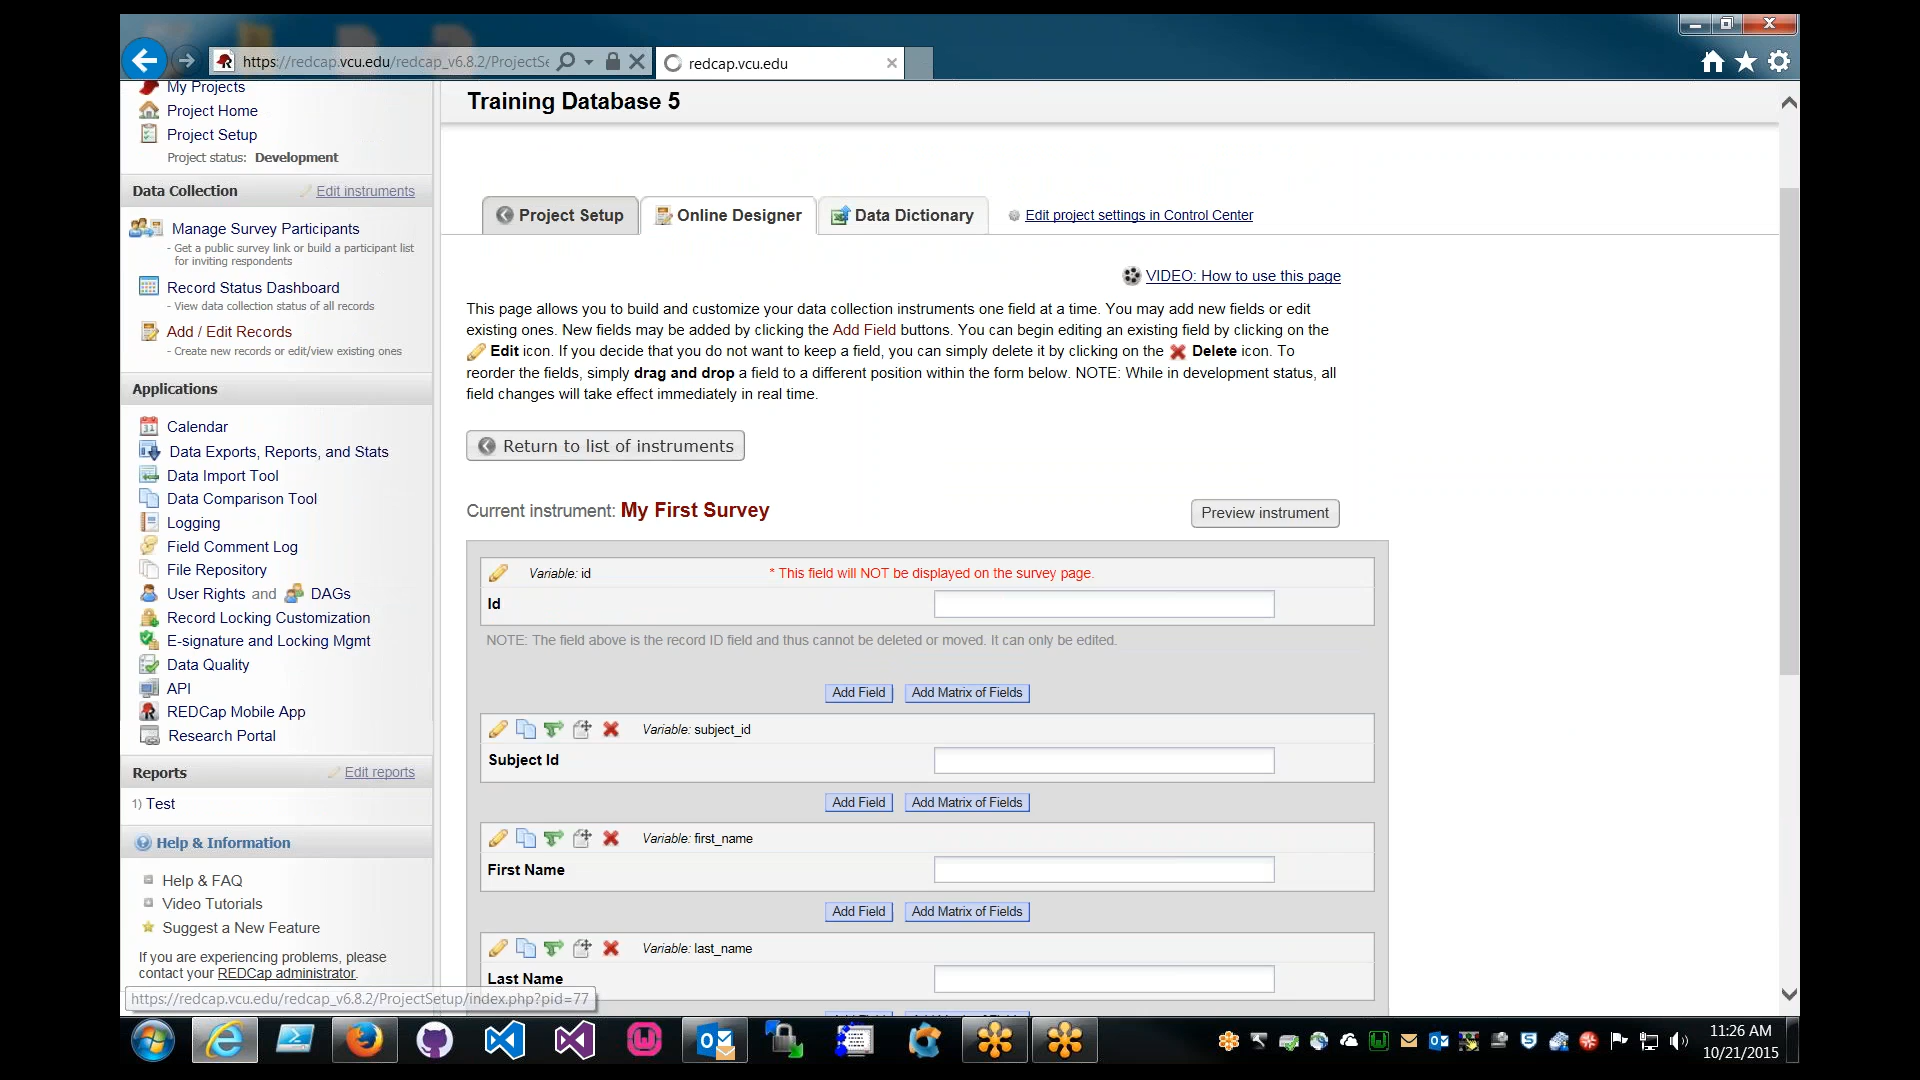 https://redcap.vcu.edu/redcap_v6.8.2/ProjectSe
redcap.vcu.edu
My Projects
Project Home
Project Setup
Project status: Development
Data Collection
Edit instruments
Manage Survey Participants
- Get a public survey link or build a participant list
for inviting respondents
Record Status Dashboard
- View data collection status of all records
Add / Edit Records
- Create new records or edit/view existing ones
Applications
Calendar
Data Exports, Reports, and Stats
Data Import Tool
Data Comparison Tool
Logging
Field Comment Log
File Repository
User Rights and DAGs
Record Locking Customization
E-signature and Locking Mgmt
Data Quality
API
REDCap Mobile App
Research Portal
Reports
Edit reports
1) Test
Help & Information
Help & FAQ
Video Tutorials
Suggest a New Feature
If you are experiencing problems, please
contact your REDCap administrator.
https://redcap.vcu.edu/redcap_v6.8.2/ProjectSetup/index.php?pid=77
Training Database 5
Project Setup
Online Designer
Data Dictionary
Edit project settings in Control Center
VIDEO: How to use this page
This page allows you to build and customize your data collection instruments one field at a time. You may add new fields or edit
existing ones. New fields may be added by clicking the Add Field buttons. You can begin editing an existing field by clicking on the
Edit icon. If you decide that you do not want to keep a field, you can simply delete it by clicking on the Delete icon. To
reorder the fields, simply drag and drop a field to a different position within the form below. NOTE: While in development status, all
field changes will take effect immediately in real time.
Return to list of instruments
Current instrument: My First Survey
Preview instrument
Variable: id
* This field will NOT be displayed on the survey page.
Id
NOTE: The field above is the record ID field and thus cannot be deleted or moved. It can only be edited.
Add Field
Add Matrix of Fields
Variable: subject_id
Subject Id
Add Field
Add Matrix of Fields
Variable: first_name
First Name
Add Field
Add Matrix of Fields
Variable: last_name
Last Name
11:26 AM
10/21/2015